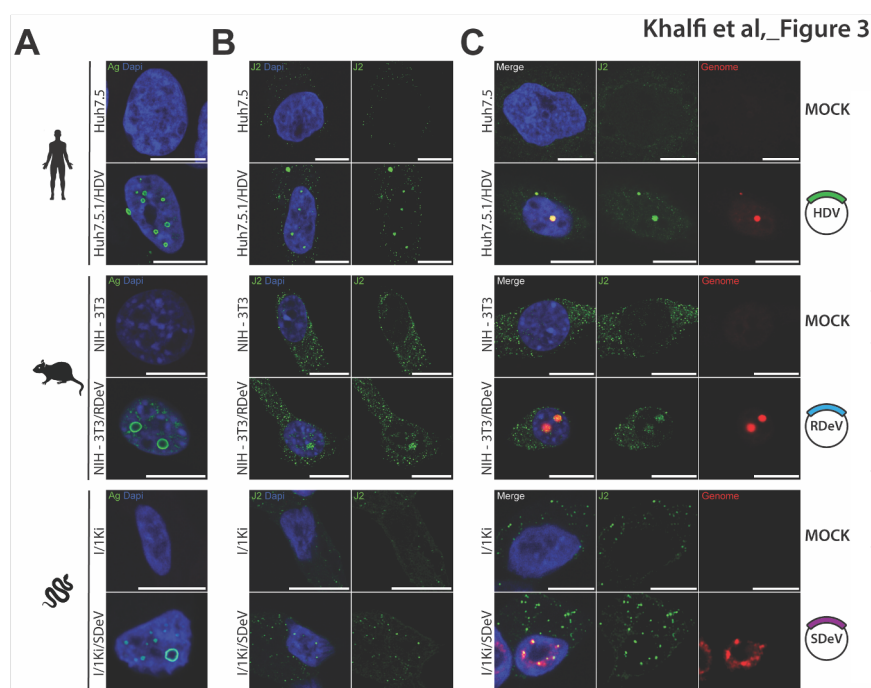 Khalfi et al,_Figure 3
A B C
Ag Dapi J2 Dapi J2 Merge J2 Genome
Huh7.5 Huh7.5 Huh7.5 MOCK
Huh7.5.1/HDV Huh7.5.1/HDV Huh7.5.1/HDV HDV
Ag Dapi J2 Dapi J2 Merge J2 Genome
NIH - 3T3 NIH - 3T3 NIH - 3T3 MOCK
NIH - 3T3/RDeV NIH - 3T3/RDeV NIH - 3T3/RDeV RDeV
Ag Dapi J2 Dapi J2 Merge J2 Genome
I/1Ki I/1Ki I/1Ki MOCK
I/1Ki/SDeV I/1Ki/SDeV I/1Ki/SDeV SDeV